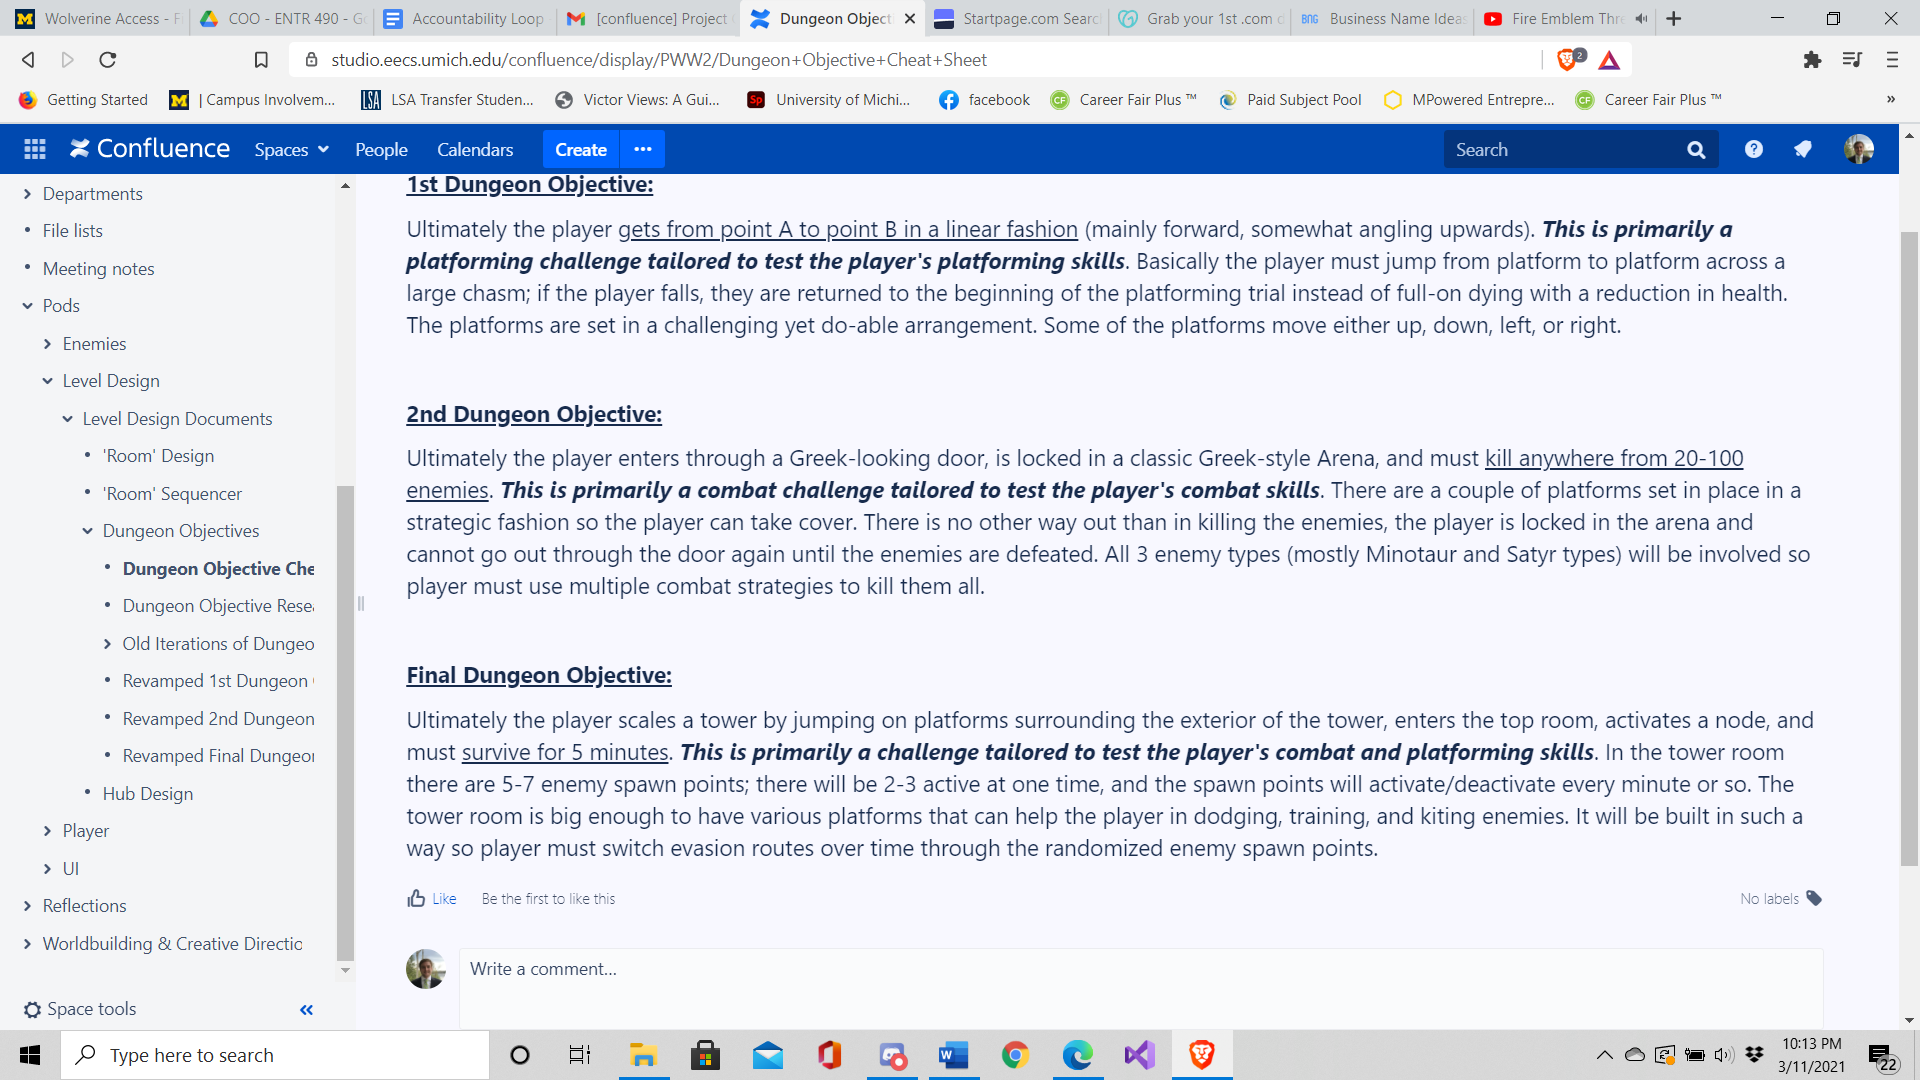 Wolverine Access - F
COO - ENTR 490 - Go
Accountability Loop
[confluence] Project
Dungeon Objecti
Startpage.com Searc
Grab your 1st .com d
BNG Business Name Ideas
Fire Emblem Thre
studio.eecs.umich.edu/confluence/display/PWW2/Dungeon+Objective+Cheat+Sheet
2
Getting Started
M | Campus Involvem...
LSA LSA Transfer Studen...
Victor Views: A Gui...
Sp University of Michi...
facebook
CF Career Fair Plus ™
Paid Subject Pool
MPowered Entrepre...
CF Career Fair Plus ™
»
Confluence
Spaces
People
Calendars
Create
...
Search
Departments
File lists
Meeting notes
Pods
Enemies
Level Design
Level Design Documents
'Room' Design
'Room' Sequencer
Dungeon Objectives
Dungeon Objective Che
Dungeon Objective Rese
Old Iterations of Dungeo
Revamped 1st Dungeon
Revamped 2nd Dungeon
Revamped Final Dungeon
Hub Design
Player
UI
Reflections
Worldbuilding & Creative Directio
Space tools
«
1st Dungeon Objective:
Ultimately the player gets from point A to point B in a linear fashion (mainly forward, somewhat angling upwards). This is primarily a
platforming challenge tailored to test the player's platforming skills. Basically the player must jump from platform to platform across a
large chasm; if the player falls, they are returned to the beginning of the platforming trial instead of full-on dying with a reduction in health.
The platforms are set in a challenging yet do-able arrangement. Some of the platforms move either up, down, left, or right.
2nd Dungeon Objective:
Ultimately the player enters through a Greek-looking door, is locked in a classic Greek-style Arena, and must kill anywhere from 20-100
enemies. This is primarily a combat challenge tailored to test the player's combat skills. There are a couple of platforms set in place in a
strategic fashion so the player can take cover. There is no other way out than in killing the enemies, the player is locked in the arena and
cannot go out through the door again until the enemies are defeated. All 3 enemy types (mostly Minotaur and Satyr types) will be involved so
player must use multiple combat strategies to kill them all.
Final Dungeon Objective:
Ultimately the player scales a tower by jumping on platforms surrounding the exterior of the tower, enters the top room, activates a node, and
must survive for 5 minutes. This is primarily a challenge tailored to test the player's combat and platforming skills. In the tower room
there are 5-7 enemy spawn points; there will be 2-3 active at one time, and the spawn points will activate/deactivate every minute or so. The
tower room is big enough to have various platforms that can help the player in dodging, training, and kiting enemies. It will be built in such a
way so player must switch evasion routes over time through the randomized enemy spawn points.
Like
Be the first to like this
No labels
Write a comment...
Type here to search
10:13 PM
3/11/2021
22